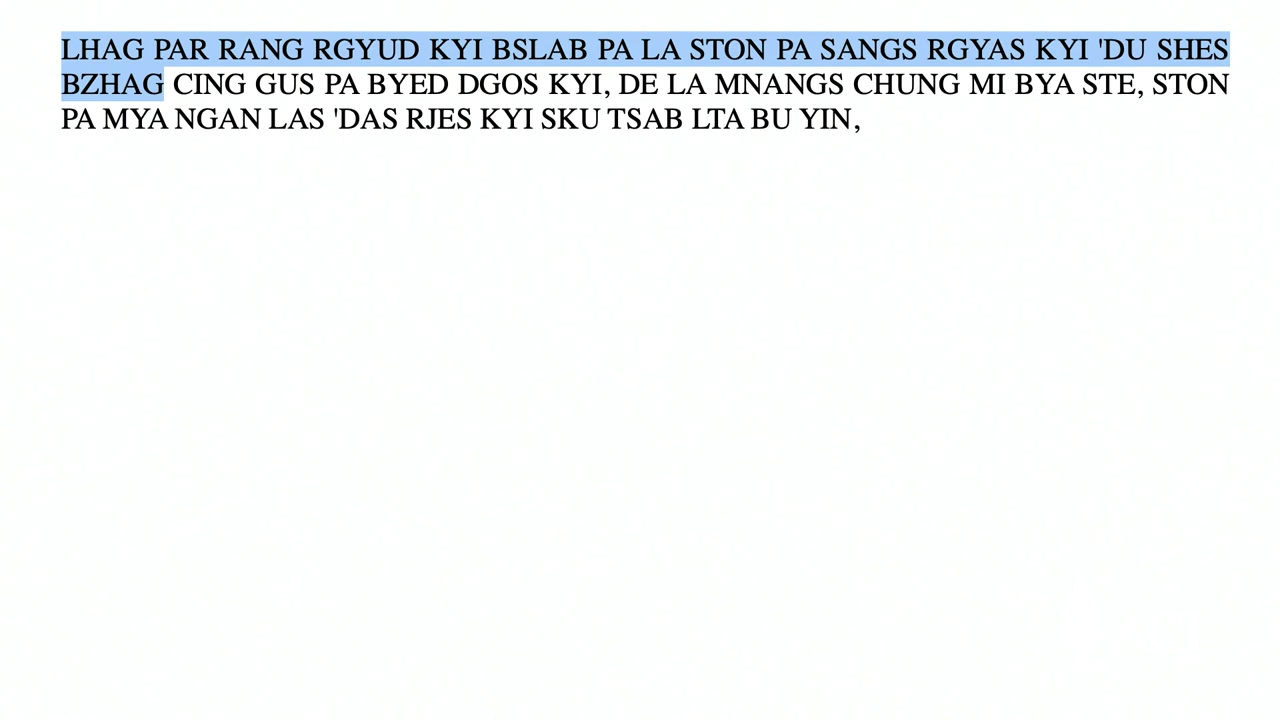 LHAG PAR RANG RGYUD KYI BSLAB PA LA STON PA SANGS RGYAS KYI 'DU SHES
BZHAG CING GUS PA BYED DGOS KYI, DE LA MNANGS CHUNG MI BYA STE, STON
PA MYA NGAN LAS 'DAS RJES KYI SKU TSAB LTA BU YIN,